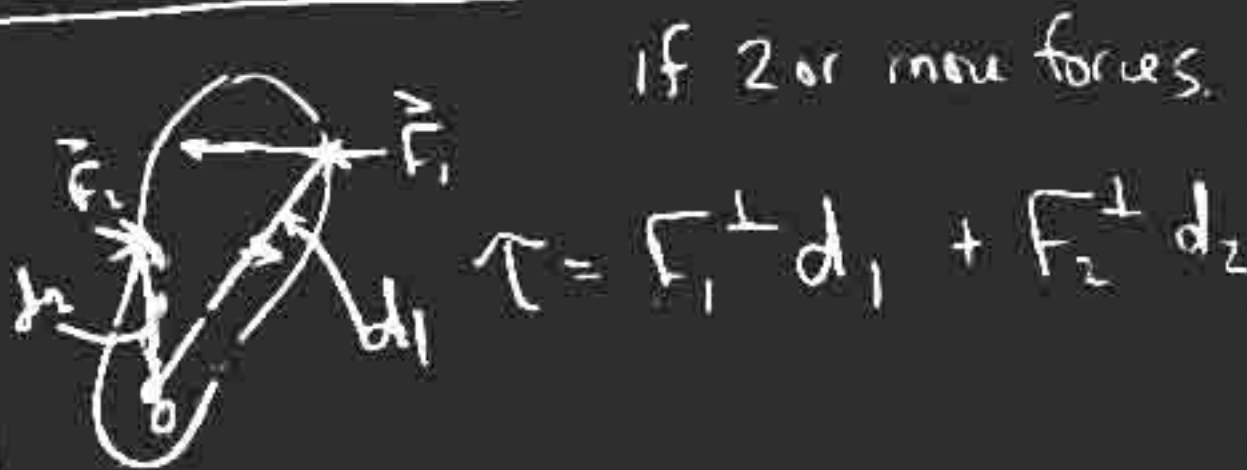 if 2 or more forces.
F⃗₁
F⃗₂
τ = F₁^⊥ d₁ + F₂^⊥ d₂
d₂
d₁
O